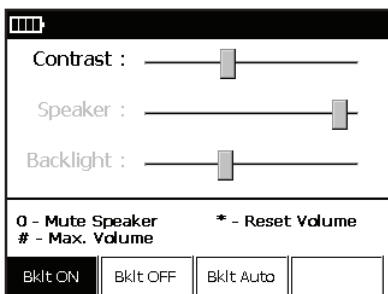 Contrast :
Speaker :
Backlight :
0 - Mute Speaker * - Reset Volume
# - Max. Volume
Bklt ON Bklt OFF Bklt Auto